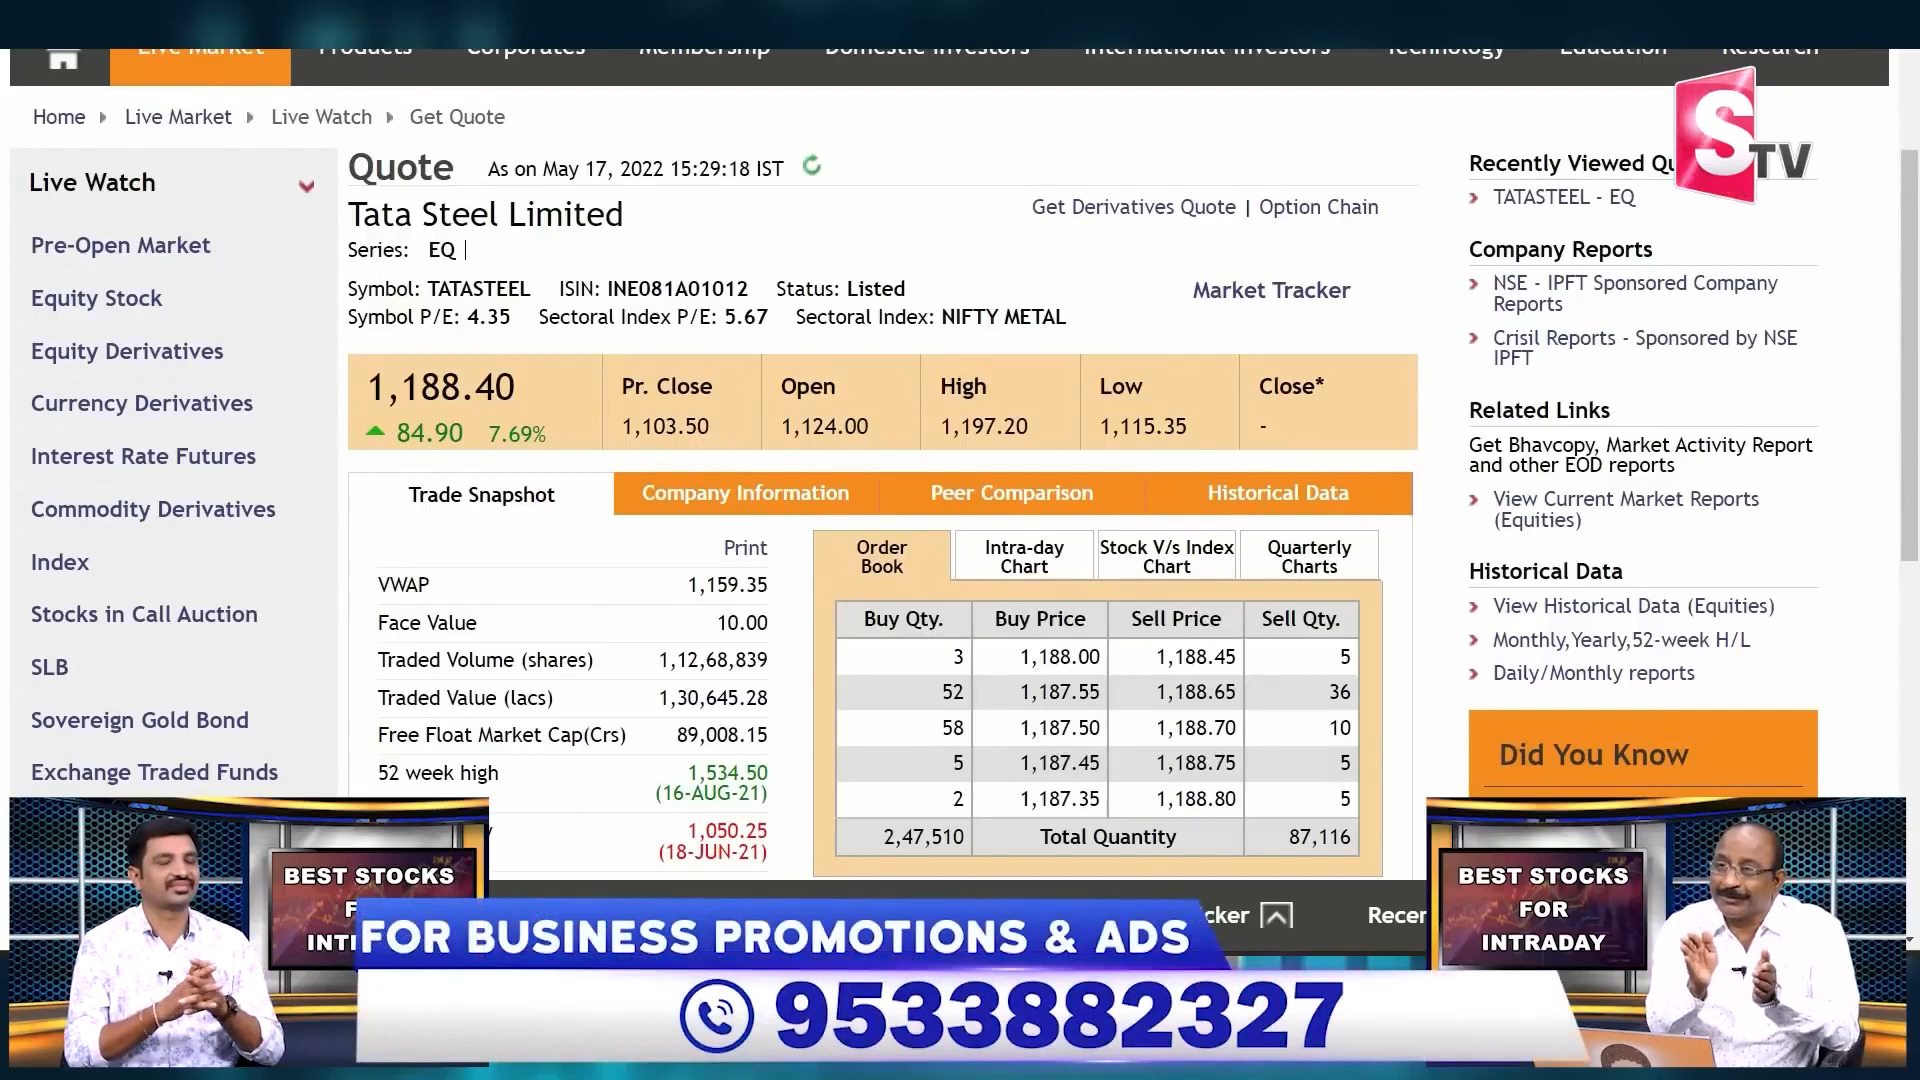 Live Market Products Corporates Membership Domestic Investors International Investors Technology Education Research
Home Live Market Live Watch Get Quote
STV
Live Watch
Pre-Open Market
Equity Stock
Equity Derivatives
Currency Derivatives
Interest Rate Futures
Commodity Derivatives
Index
Stocks in Call Auction
SLB
Sovereign Gold Bond
Exchange Traded Funds
Quote As on May 17, 2022 15:29:18 IST
Tata Steel Limited
Get Derivatives Quote | Option Chain
Series: EQ |
Symbol: TATASTEEL ISIN: INE081A01012 Status: Listed
Market Tracker
Symbol P/E: 4.35 Sectoral Index P/E: 5.67 Sectoral Index: NIFTY METAL
1,188.40 Pr. Close Open High Low Close*
84.90 7.69% 1,103.50 1,124.00 1,197.20 1,115.35 -
Trade Snapshot Company Information Peer Comparison Historical Data
Print
VWAP 1,159.35
Face Value 10.00
Traded Volume (shares) 1,12,68,839
Traded Value (lacs) 1,30,645.28
Free Float Market Cap(Crs) 89,008.15
52 week high 1,534.50
(16-AUG-21)
1,050.25
(18-JUN-21)
Order Book Intra-day Chart Stock V/s Index Chart Quarterly Charts
Buy Qty. Buy Price Sell Price Sell Qty.
3 1,188.00 1,188.45 5
52 1,187.55 1,188.65 36
58 1,187.50 1,188.70 10
5 1,187.45 1,188.75 5
2 1,187.35 1,188.80 5
2,47,510 Total Quantity 87,116
Recently Viewed
TATASTEEL - EQ
Company Reports
NSE - IPFT Sponsored Company
Reports
Crisil Reports - Sponsored by NSE
IPFT
Related Links
Get Bhavcopy, Market Activity Report
and other EOD reports
View Current Market Reports
(Equities)
Historical Data
View Historical Data (Equities)
Monthly,Yearly,52-week H/L
Daily/Monthly reports
Did You Know
BEST STOCKS
BEST STOCKS
FOR
INTRADAY
FOR BUSINESS PROMOTIONS & ADS
9533882327